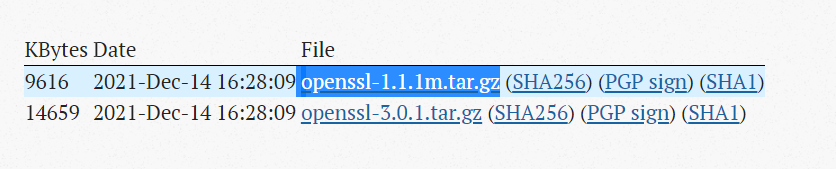 KBytes Date File
9616 2021-Dec-14 16:28:09 openssl-1.1.1m.tar.gz (SHA256) (PGP sign) (SHA1)
14659 2021-Dec-14 16:28:09 openssl-3.0.1.tar.gz (SHA256) (PGP sign) (SHA1)